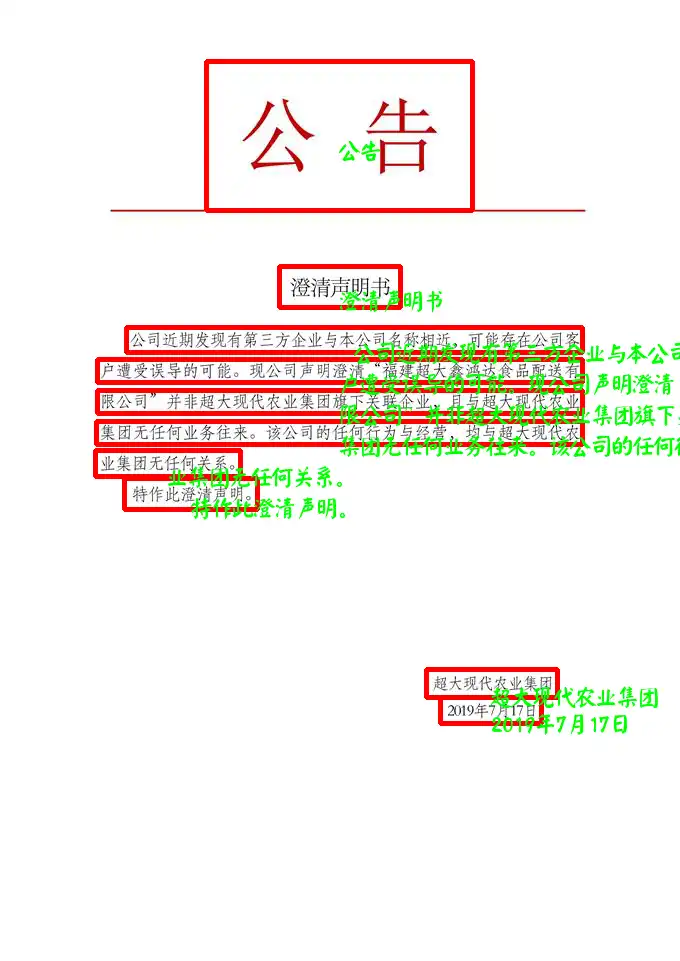 公 告
公告
澄清声明书
澄清声明书
公司近期发现有第三方企业与本公司名称相近，可能存在公司客
公司近期发现有第三方企业与本公司
户遭受误导的可能。现公司声明澄清“福建超大鑫鸿达食品配送有
户遭受误导的可能。现公司声明澄清
限公司”并非超大现代农业集团旗下关联企业，且与超大现代农业
限公司 并非超大现代农业集团旗下
集团无任何业务往来。该公司的任何行为与经营，均与超大现代农
集团无任何业务往来。该公司的任何
业集团无任何关系。
业集团无任何关系。
特作此澄清声明。
特作此澄清声明。
超大现代农业集团
超大现代农业集团
2019年7月17日
2019年7月17日